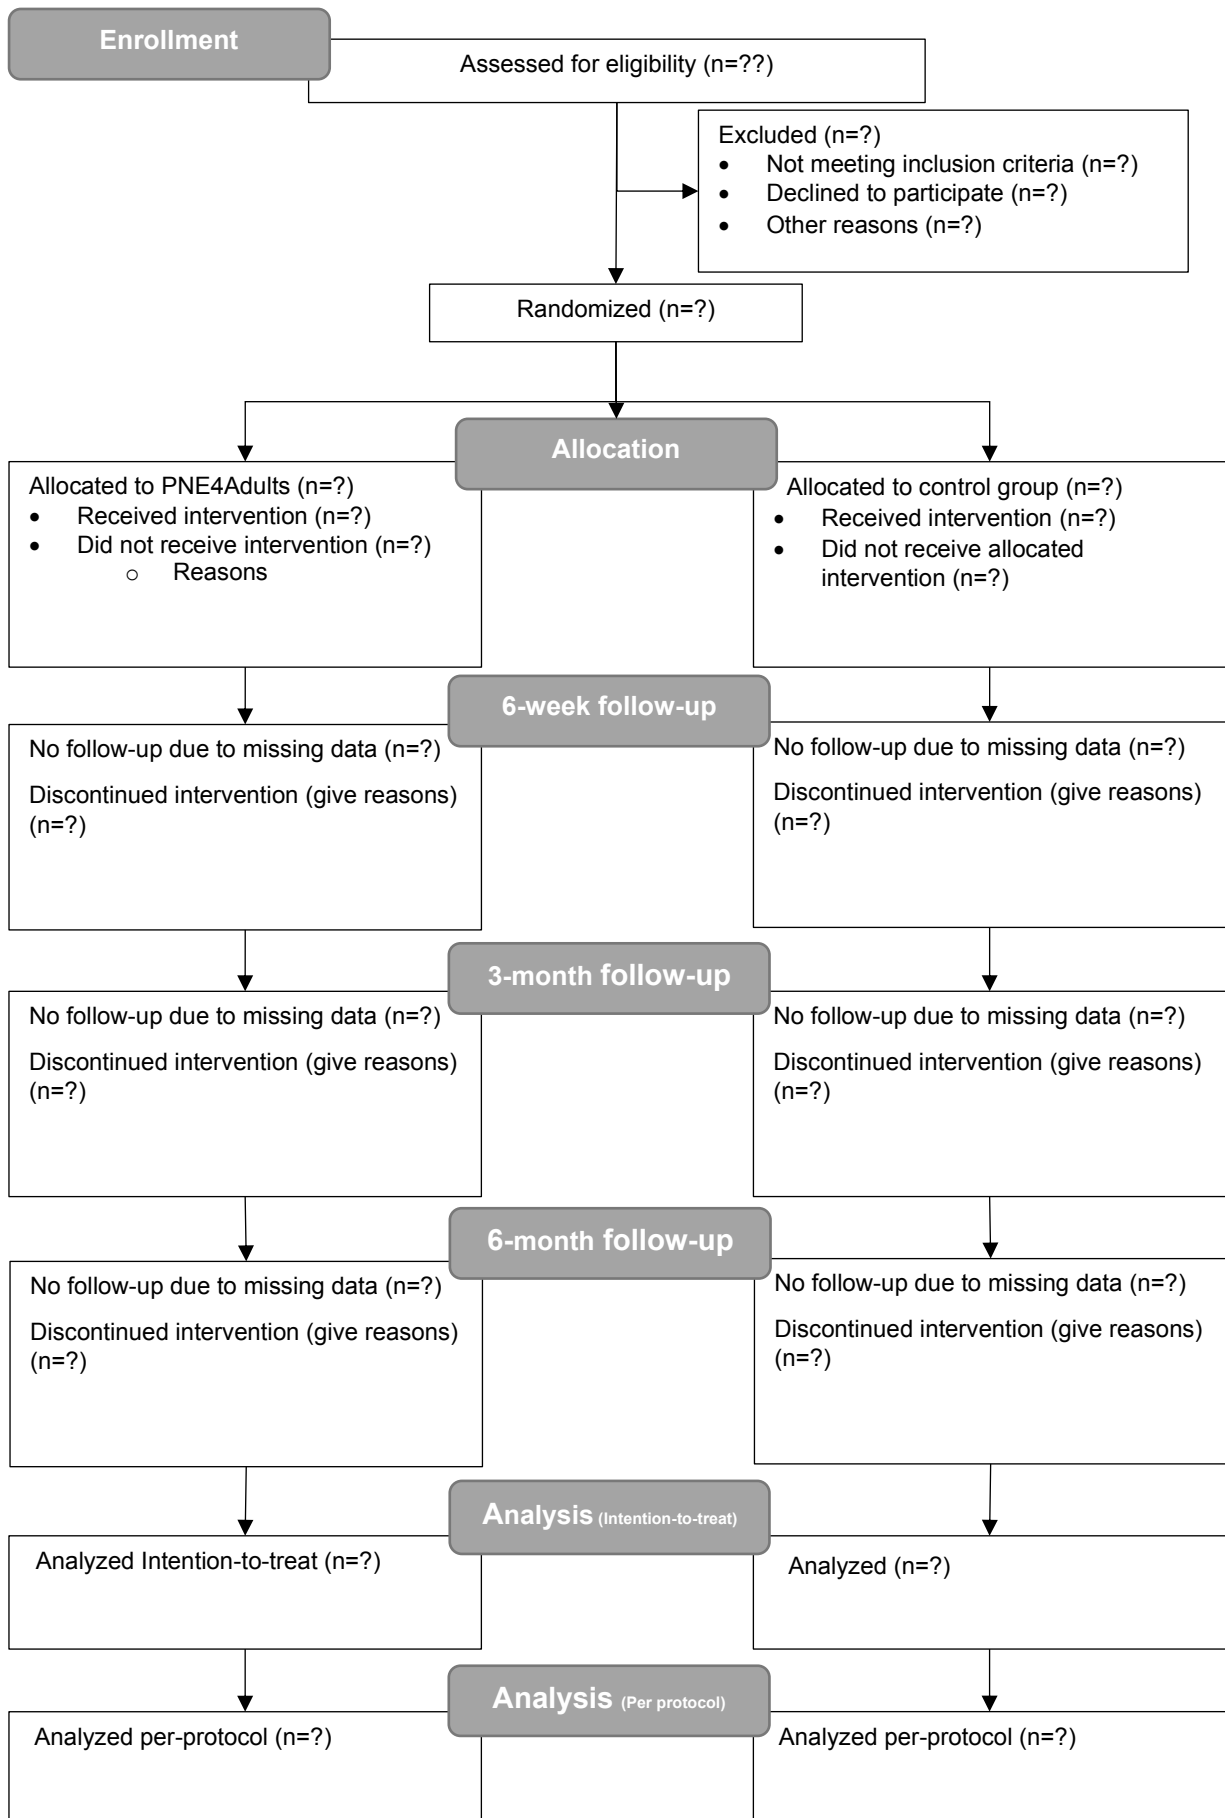 Enrollment
Assessed for eligibility (n=??)
Excluded (n=?)
• Not meeting inclusion criteria (n=?)
• Declined to participate (n=?)
• Other reasons (n=?)
Randomized (n=?)
Allocation
Allocated to PNE4Adults (n=?)
• Received intervention (n=?)
• Did not receive intervention (n=?)
o Reasons
Allocated to control group (n=?)
• Received intervention (n=?)
• Did not receive allocated
intervention (n=?)
6-week follow-up
No follow-up due to missing data (n=?)
Discontinued intervention (give reasons)
(n=?)
No follow-up due to missing data (n=?)
Discontinued intervention (give reasons)
(n=?)
3-month follow-up
No follow-up due to missing data (n=?)
Discontinued intervention (give reasons)
(n=?)
No follow-up due to missing data (n=?)
Discontinued intervention (give reasons)
(n=?)
6-month follow-up
No follow-up due to missing data (n=?)
Discontinued intervention (give reasons)
(n=?)
No follow-up due to missing data (n=?)
Discontinued intervention (give reasons)
(n=?)
Analysis (Intention-to-treat)
Analyzed Intention-to-treat (n=?)
Analyzed (n=?)
Analysis (Per protocol)
Analyzed per-protocol (n=?)
Analyzed per-protocol (n=?)